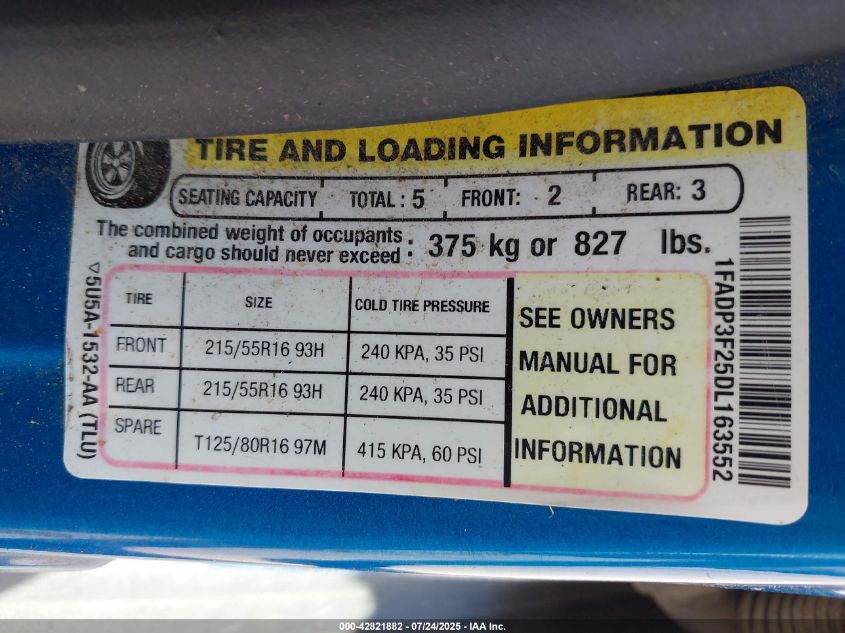 TIRE AND LOADING INFORMATION
SEATING CAPACITY TOTAL : 5 FRONT: 2 REAR: 3
The combined weight of occupants
and cargo should never exceed : 375 kg or 827 lbs.
TIRE SIZE COLD TIRE PRESSURE
FRONT 215/55R16 93H 240 KPA, 35 PSI
REAR 215/55R16 93H 240 KPA, 35 PSI
SPARE T125/80R16 97M 415 KPA, 60 PSI
SEE OWNERS
MANUAL FOR
ADDITIONAL
INFORMATION
▽5U5A-1532-AA (TLU)
1FADP3F25DL163552
000-42821882 - 07/24/2025 - IAA Inc.